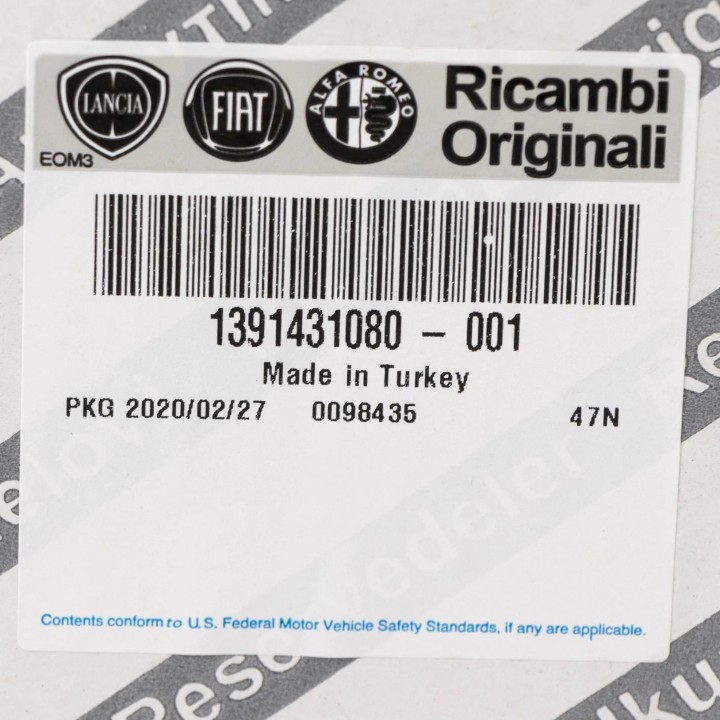 LANCIA
FIAT
ALFA ROMEO
Ricambi
Originali
EOM3
1391431080 - 001
Made in Turkey
PKG 2020/02/27 0098435 47N
Contents conform to U.S. Federal Motor Vehicle Safety Standards, if any are applicable.